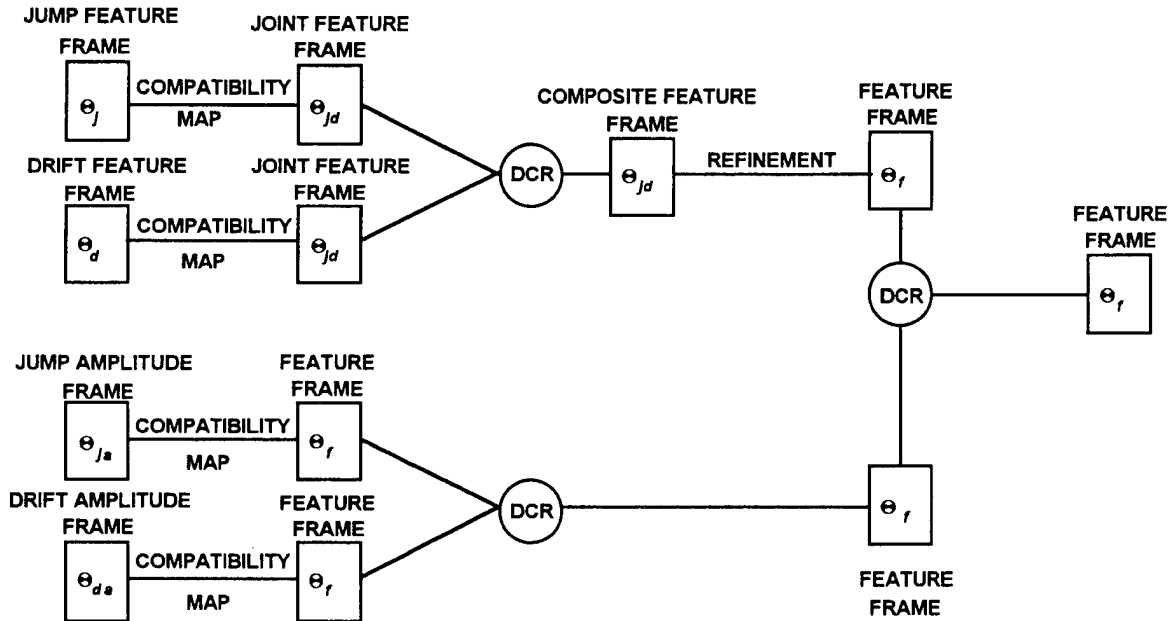 JUMP FEATURE
FRAME
Θj
COMPATIBILITY
MAP
JOINT FEATURE
FRAME
Θjd
DRIFT FEATURE
FRAME
Θd
COMPATIBILITY
MAP
JOINT FEATURE
FRAME
Θjd
DCR
COMPOSITE FEATURE
FRAME
Θjd
REFINEMENT
FEATURE
FRAME
Θf
DCR
FEATURE
FRAME
Θf
JUMP AMPLITUDE
FRAME
Θja
COMPATIBILITY
MAP
FEATURE
FRAME
Θf
DRIFT AMPLITUDE
FRAME
Θda
COMPATIBILITY
MAP
FEATURE
FRAME
Θf
DCR
Θf
FEATURE
FRAME